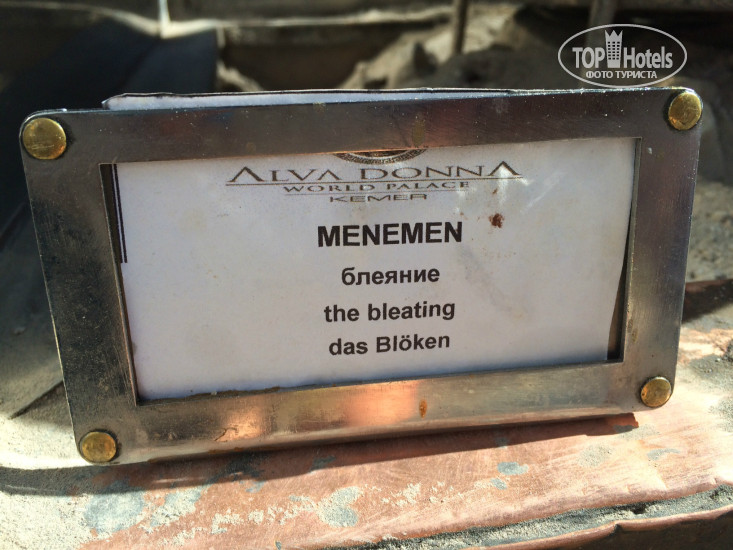 TOP Hotels
ФОТО ТУРИСТА
ALVA DONNA
WORLD PALACE
KEMER
MENEMEN
блеяние
the bleating
das Blöken